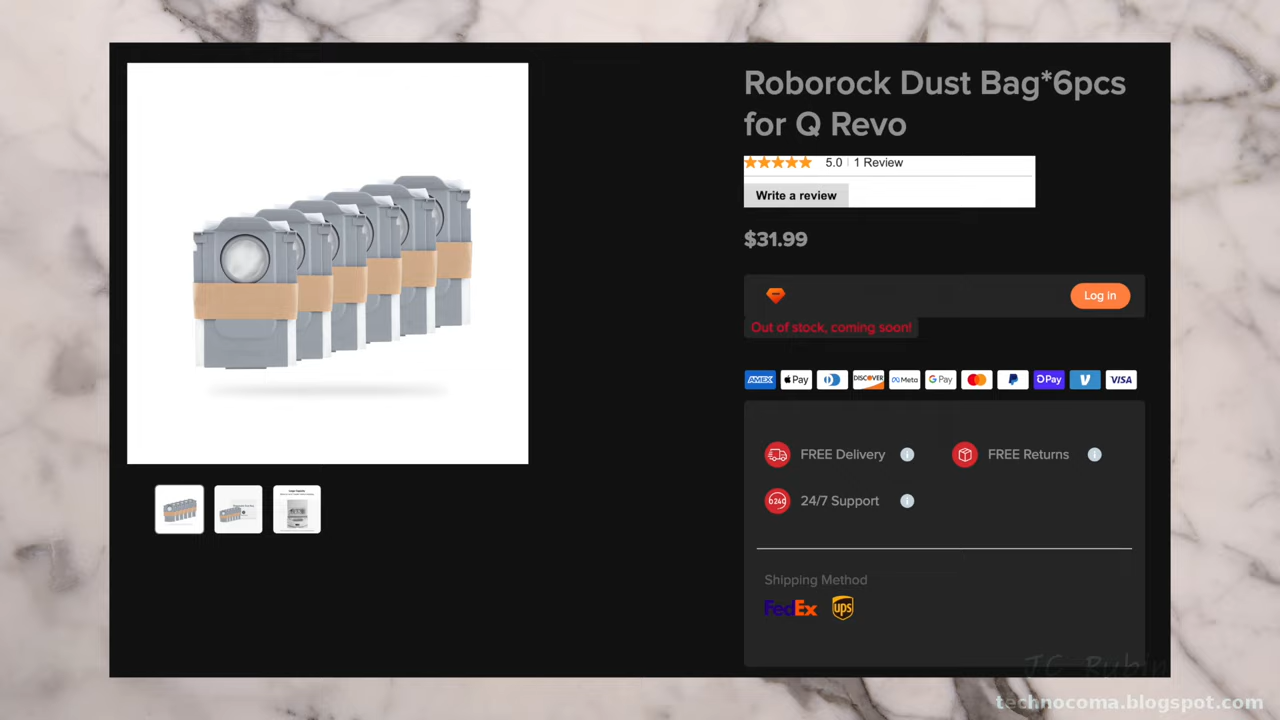 Roborock Dust Bag*6pcs
for Q Revo
5.0 1 Review
Write a review
$31.99
Log in
Out of stock, coming soon!
AMEX Pay DISCOVER Meta G Pay Pay VISA
FREE Delivery
FREE Returns
24/7 Support
Shipping Method
FedEx ups
J.C. Rubin
technocoma.blogspot.com